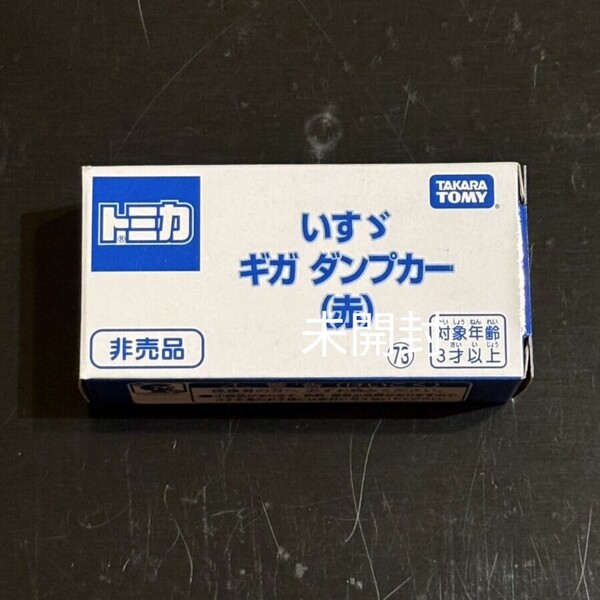 トミカ
TAKARA
TOMY
いすゞ
ギガ ダンプカー
(赤)
未開封
非売品
73
対象年齢
3才以上